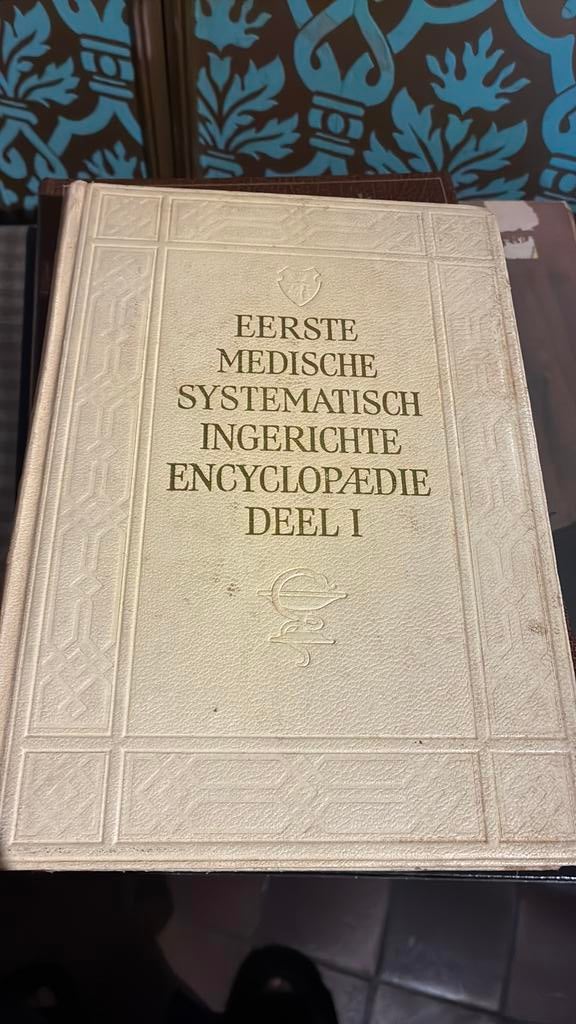 EERSTE
MEDISCHE
SYSTEMATISCH
INGERICHTE
ENCYCLOPÆDIE
DEEL I